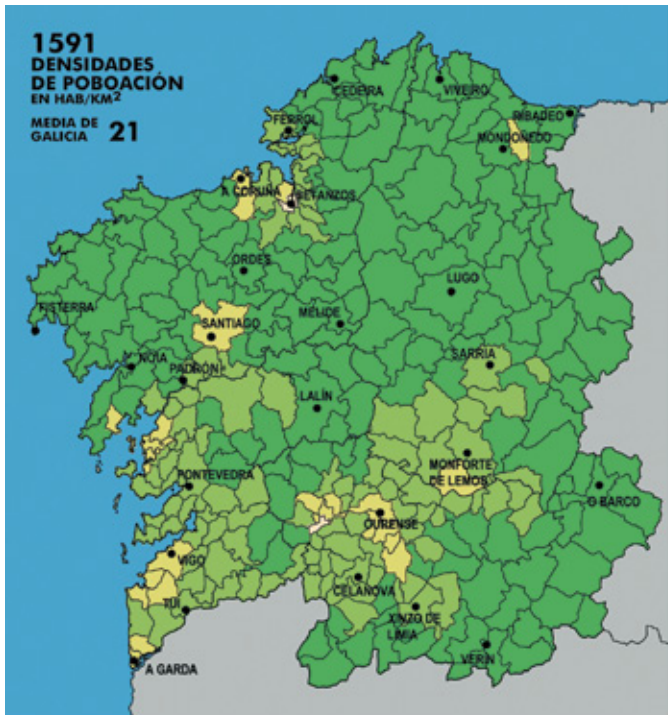 1591
DENSIDADES
DE POBOACIÓN
EN HAB/KM²
MEDIA DE
GALICIA 21
CEDEIRA
VIVEIRO
FERROL
RIBADEO
MONDOÑEDO
A CORUÑA
BETANZOS
ORDES
LUGO
FISTERRA
SANTIAGO
MELIDE
NOIA
SARRIA
PADRÓN
LALÍN
PONTEVEDRA
MONFORTE
DE LEMOS
O BARCO
OURENSE
VIGO
CELANOVA
TUI
XINZO DE
LIMIA
VERÍN
A GARDA